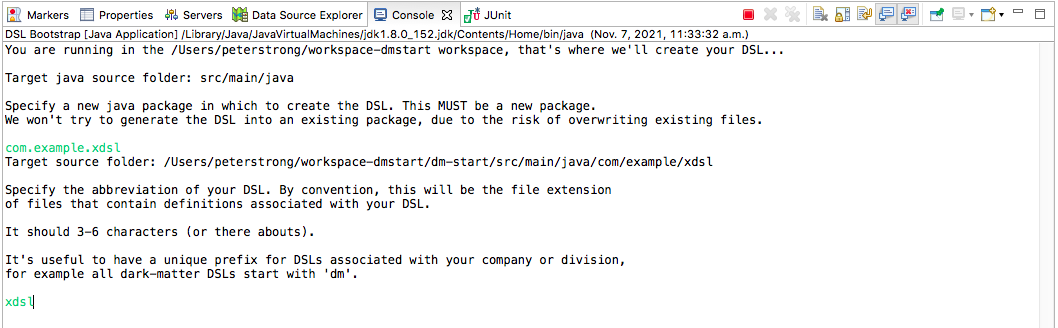 Markers Properties Servers Data Source Explorer Console JUnit
DSL Bootstrap [Java Application] /Library/Java/JavaVirtualMachines/jdk1.8.0_152.jdk/Contents/Home/bin/java (Nov. 7, 2021, 11:33:32 a.m.)
You are running in the /Users/peterstrong/workspace-dmstart workspace, that's where we'll create your DSL...
Target java source folder: src/main/java
Specify a new java package in which to create the DSL. This MUST be a new package.
We won't try to generate the DSL into an existing package, due to the risk of overwriting existing files.
com.example.xdsl
Target source folder: /Users/peterstrong/workspace-dmstart/dm-start/src/main/java/com/example/xdsl
Specify the abbreviation of your DSL. By convention, this will be the file extension
of files that contain definitions associated with your DSL.
It should 3-6 characters (or there abouts).
It's useful to have a unique prefix for DSLs associated with your company or division,
for example all dark-matter DSLs start with 'dm'.
xdsl